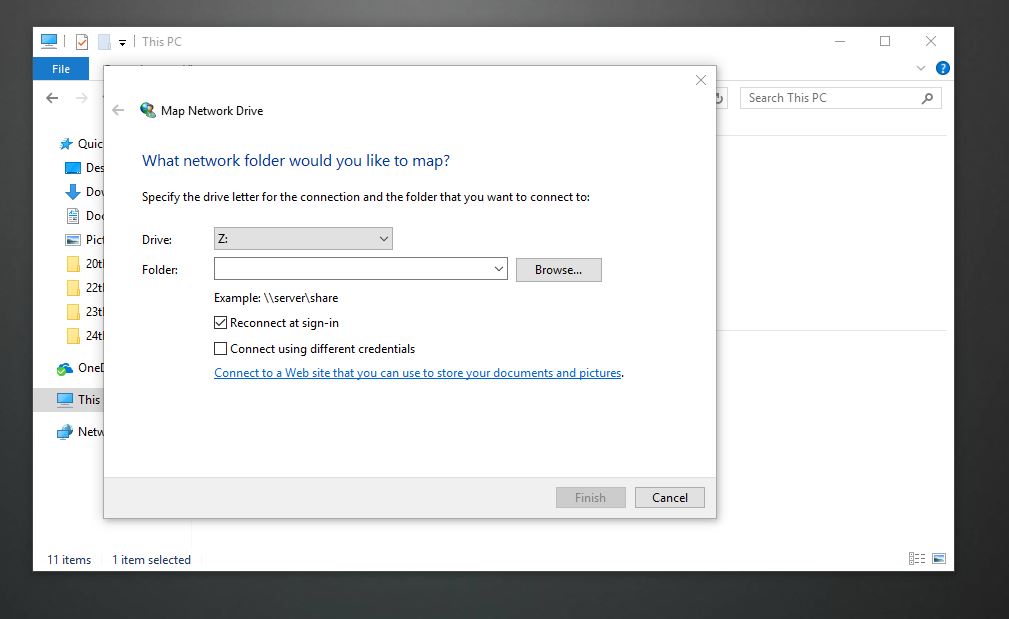 This PC
File
Search This PC
Map Network Drive
What network folder would you like to map?
Specify the drive letter for the connection and the folder that you want to connect to:
Drive: Z:
Folder: Browse...
Example: \\server\share
Reconnect at sign-in
Connect using different credentials
Connect to a Web site that you can use to store your documents and pictures.
Finish Cancel
Quic
Des
Dov
Doc
Pict
20th
22th
23th
24th
OneD
This
Netw
11 items 1 item selected